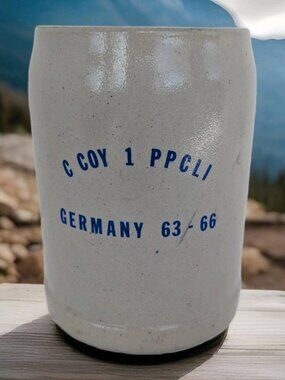 C COY 1 PPCLI
GERMANY 63-66